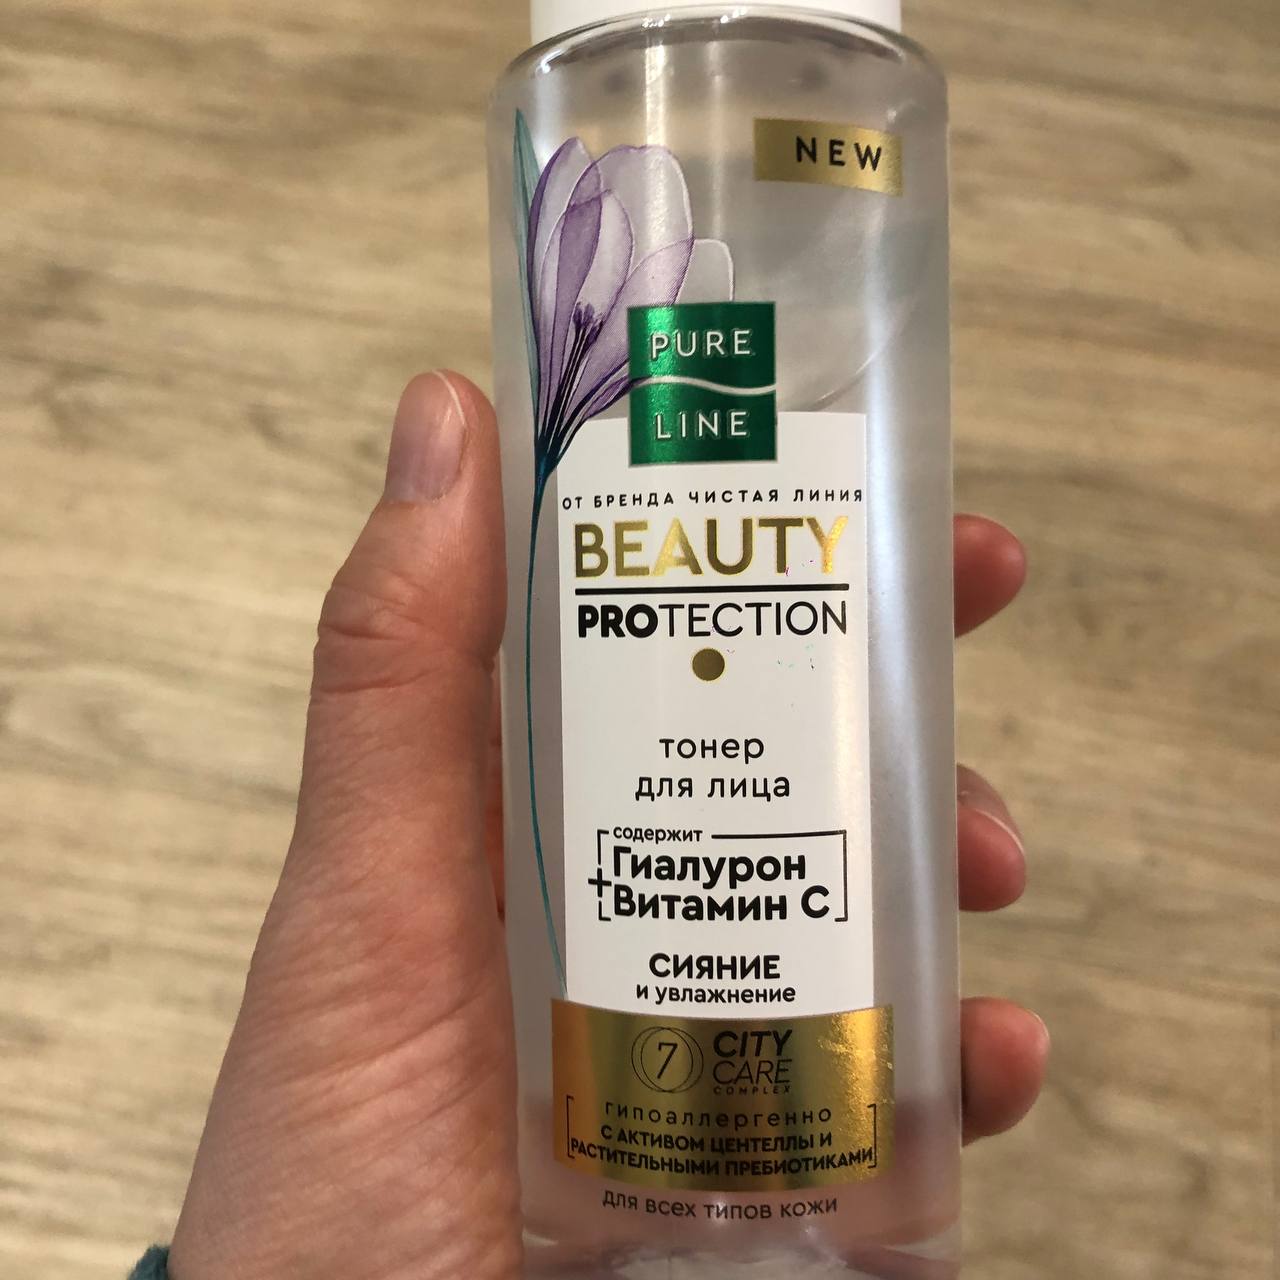 NEW
PURE
LINE
ОТ БРЕНДА ЧИСТАЯ ЛИНИЯ
BEAUTY
PROTECTION
тонер
для лица
содержит
Гиалурон
+
Витамин С
СИЯНИЕ
и увлажнение
7 CITY
CARE
COMPLEX
гипоаллергенно
С АКТИВОМ ЦЕНТЕЛЛЫ И
РАСТИТЕЛЬНЫМИ ПРЕБИОТИКАМИ
для всех типов кожи